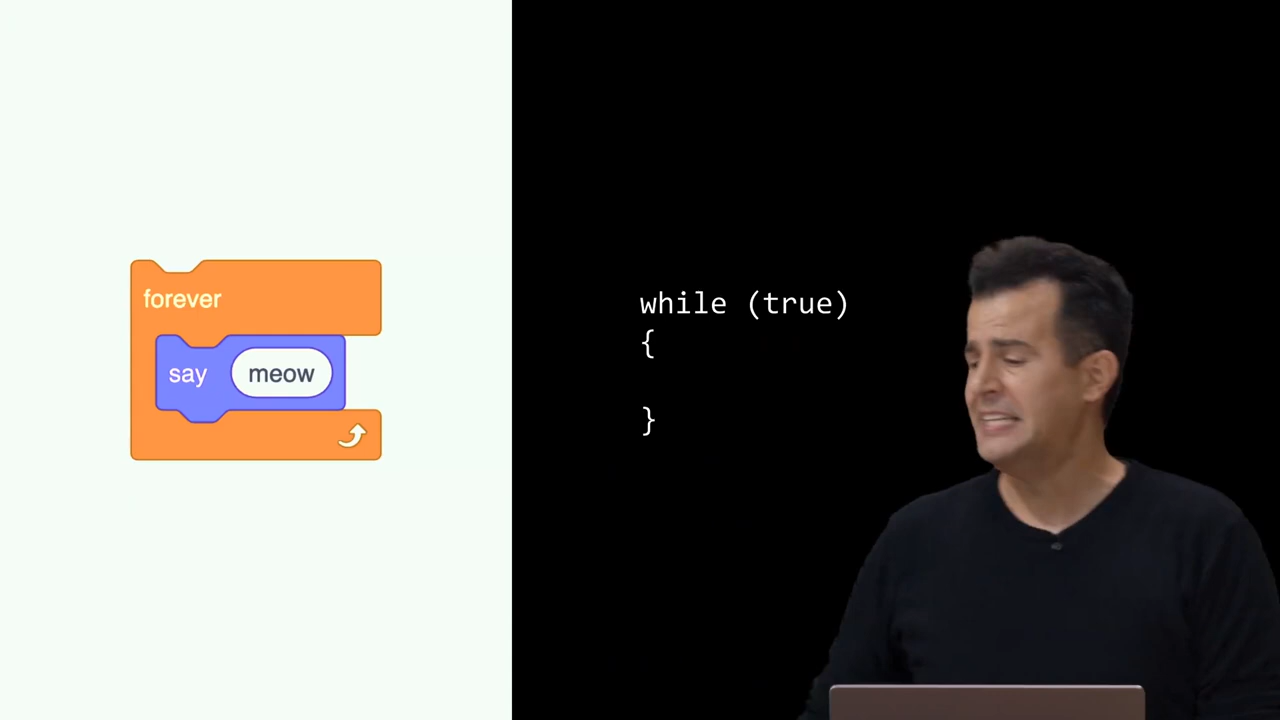 forever
say meow
while (true)
{
}